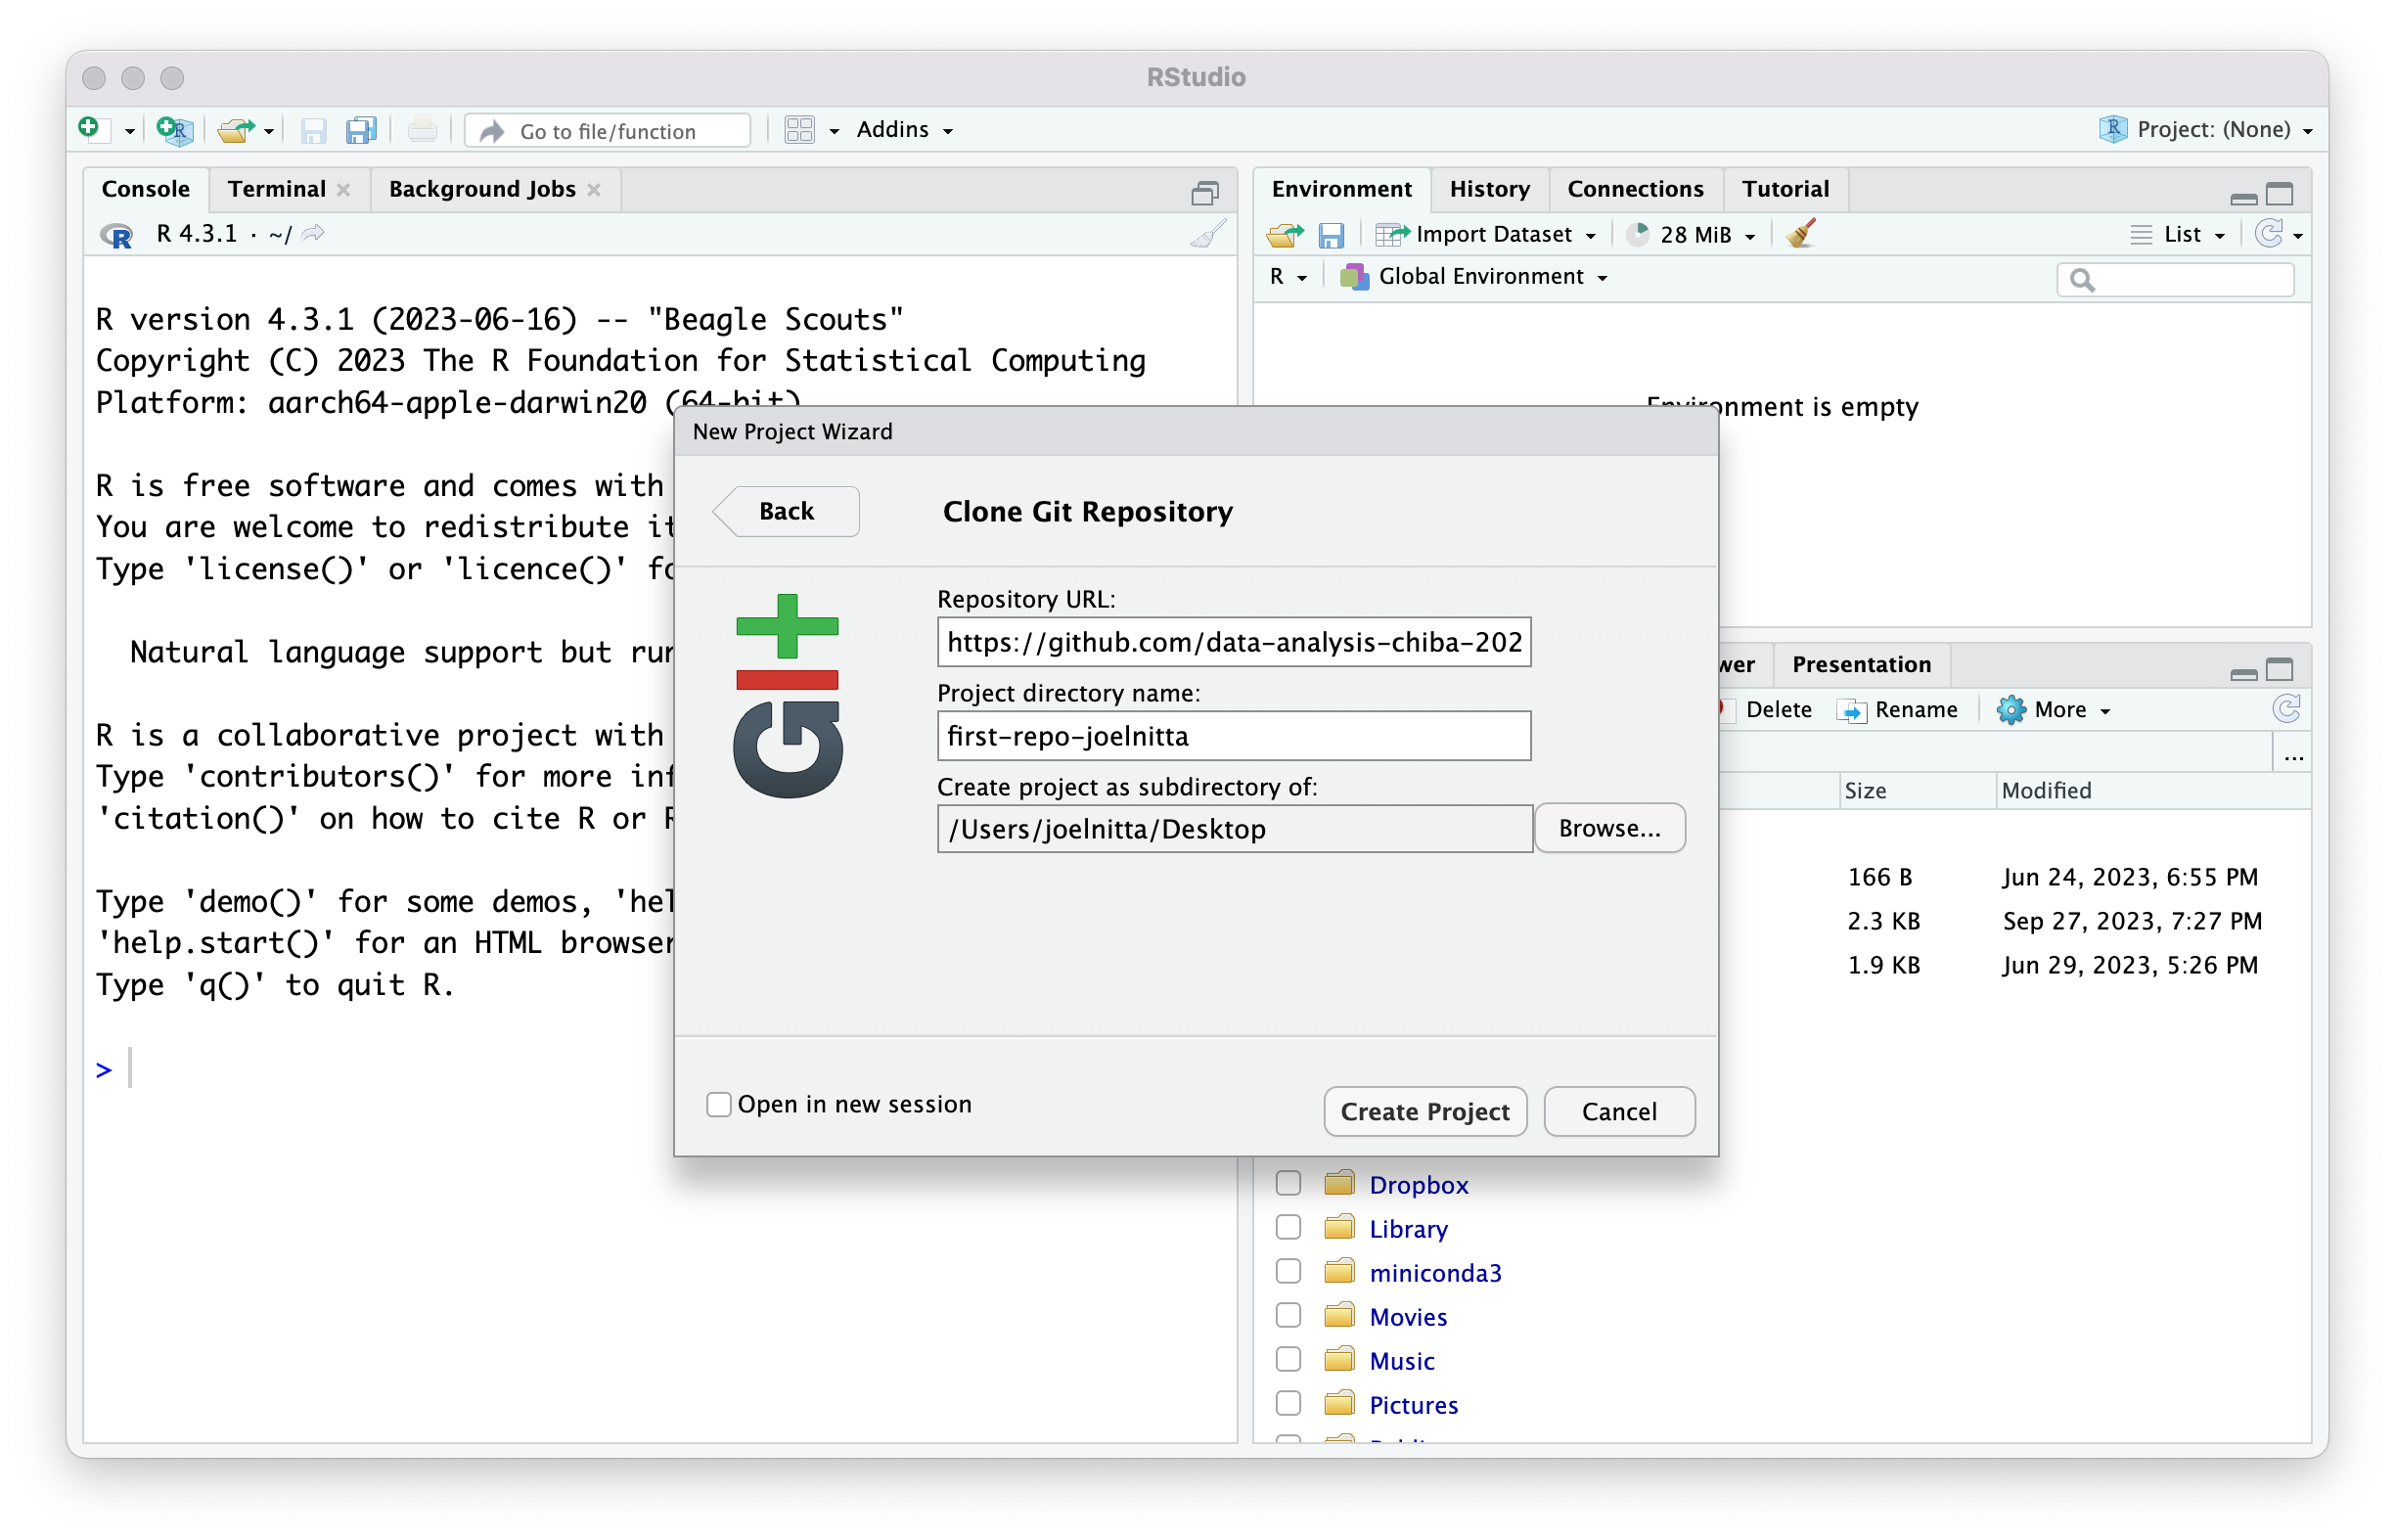 RStudio
Go to file/function
Addins
Project: (None)
Console
Terminal
Background Jobs
R 4.3.1 · ~/
R version 4.3.1 (2023-06-16) -- "Beagle Scouts"
Copyright (C) 2023 The R Foundation for Statistical Computing
Platform: aarch64-apple-darwin20 (64-bit)
R is free software and comes with
You are welcome to redistribute it
Type 'license()' or 'licence()' fo
Natural language support but run
R is a collaborative project with
Type 'contributors()' for more inf
'citation()' on how to cite R or R
Type 'demo()' for some demos, 'hel
'help.start()' for an HTML browser
Type 'q()' to quit R.
>
Environment
History
Connections
Tutorial
Import Dataset
28 MiB
List
R
Global Environment
Environment is empty
New Project Wizard
Back
Clone Git Repository
Git
Repository URL:
https://github.com/data-analysis-chiba-202
Project directory name:
first-repo-joelnitta
Create project as subdirectory of:
/Users/joelnitta/Desktop
Browse...
Open in new session
Create Project
Cancel
wer
Presentation
Delete
Rename
More
...
Size
Modified
166 B
Jun 24, 2023, 6:55 PM
2.3 KB
Sep 27, 2023, 7:27 PM
1.9 KB
Jun 29, 2023, 5:26 PM
Dropbox
Library
miniconda3
Movies
Music
Pictures